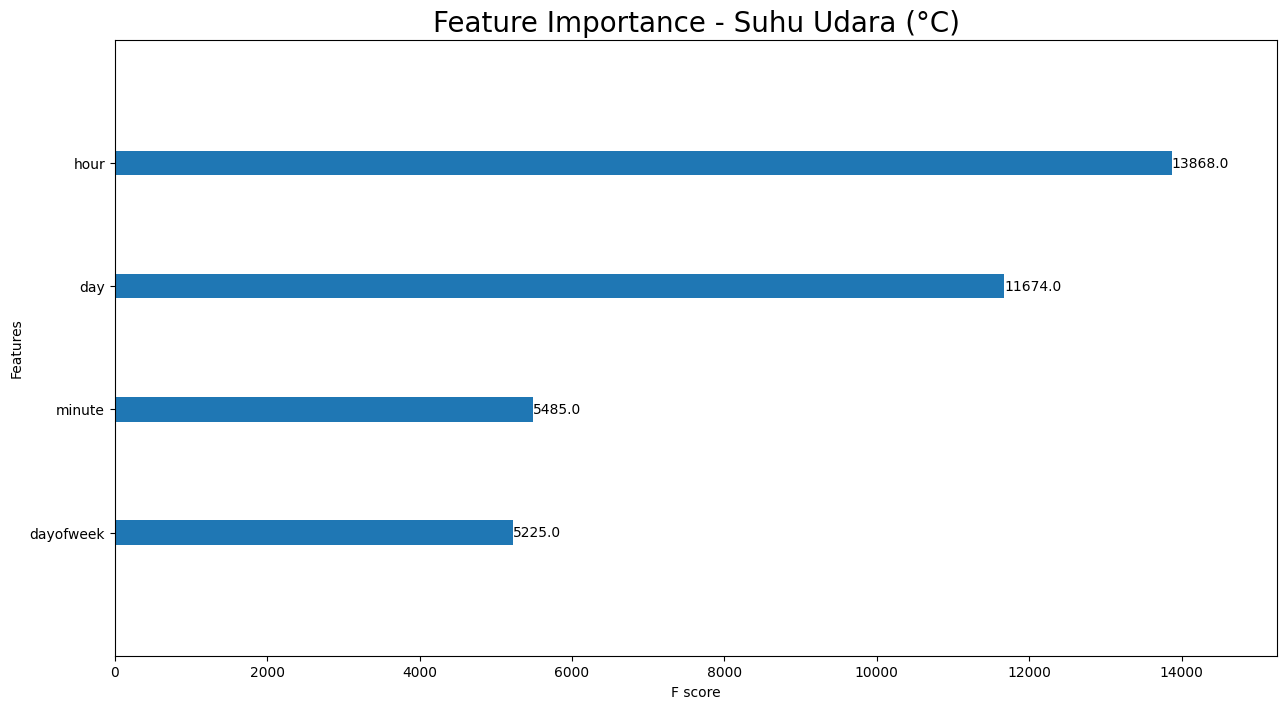 Feature Importance - Suhu Udara (°C)
hour
13868.0
day
11674.0
Features
minute
5485.0
dayofweek
5225.0
0 2000 4000 6000 8000 10000 12000 14000
F score